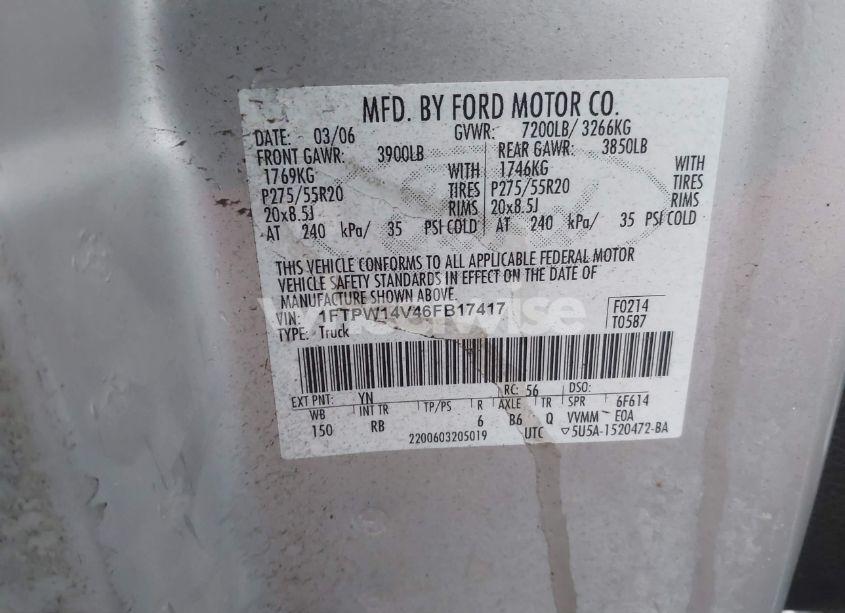 MFD. BY FORD MOTOR CO.
DATE: 03/06 GVWR: 7200LB/ 3266KG
FRONT GAWR: 3900LB REAR GAWR: 3850LB
1769KG WITH 1746KG WITH
P275/55R20 TIRES P275/55R20 TIRES
20x8.5J RIMS 20x8.5J RIMS
AT 240 kPa/ 35 PSI COLD AT 240 kPa/ 35 PSI COLD
THIS VEHICLE CONFORMS TO ALL APPLICABLE FEDERAL MOTOR
VEHICLE SAFETY STANDARDS IN EFFECT ON THE DATE OF
MANUFACTURE SHOWN ABOVE.
VIN: 1FTPW14V46FB17417 F0214
TYPE: Truck T0587
EXT PNT: YN RC: 56 DSO:
WB INT TR TP/PS R AXLE TR SPR 6F614
150 RB 6 B6 Q VVMM EOA
2200603205019 UTC ▽5U5A-1520472-BA